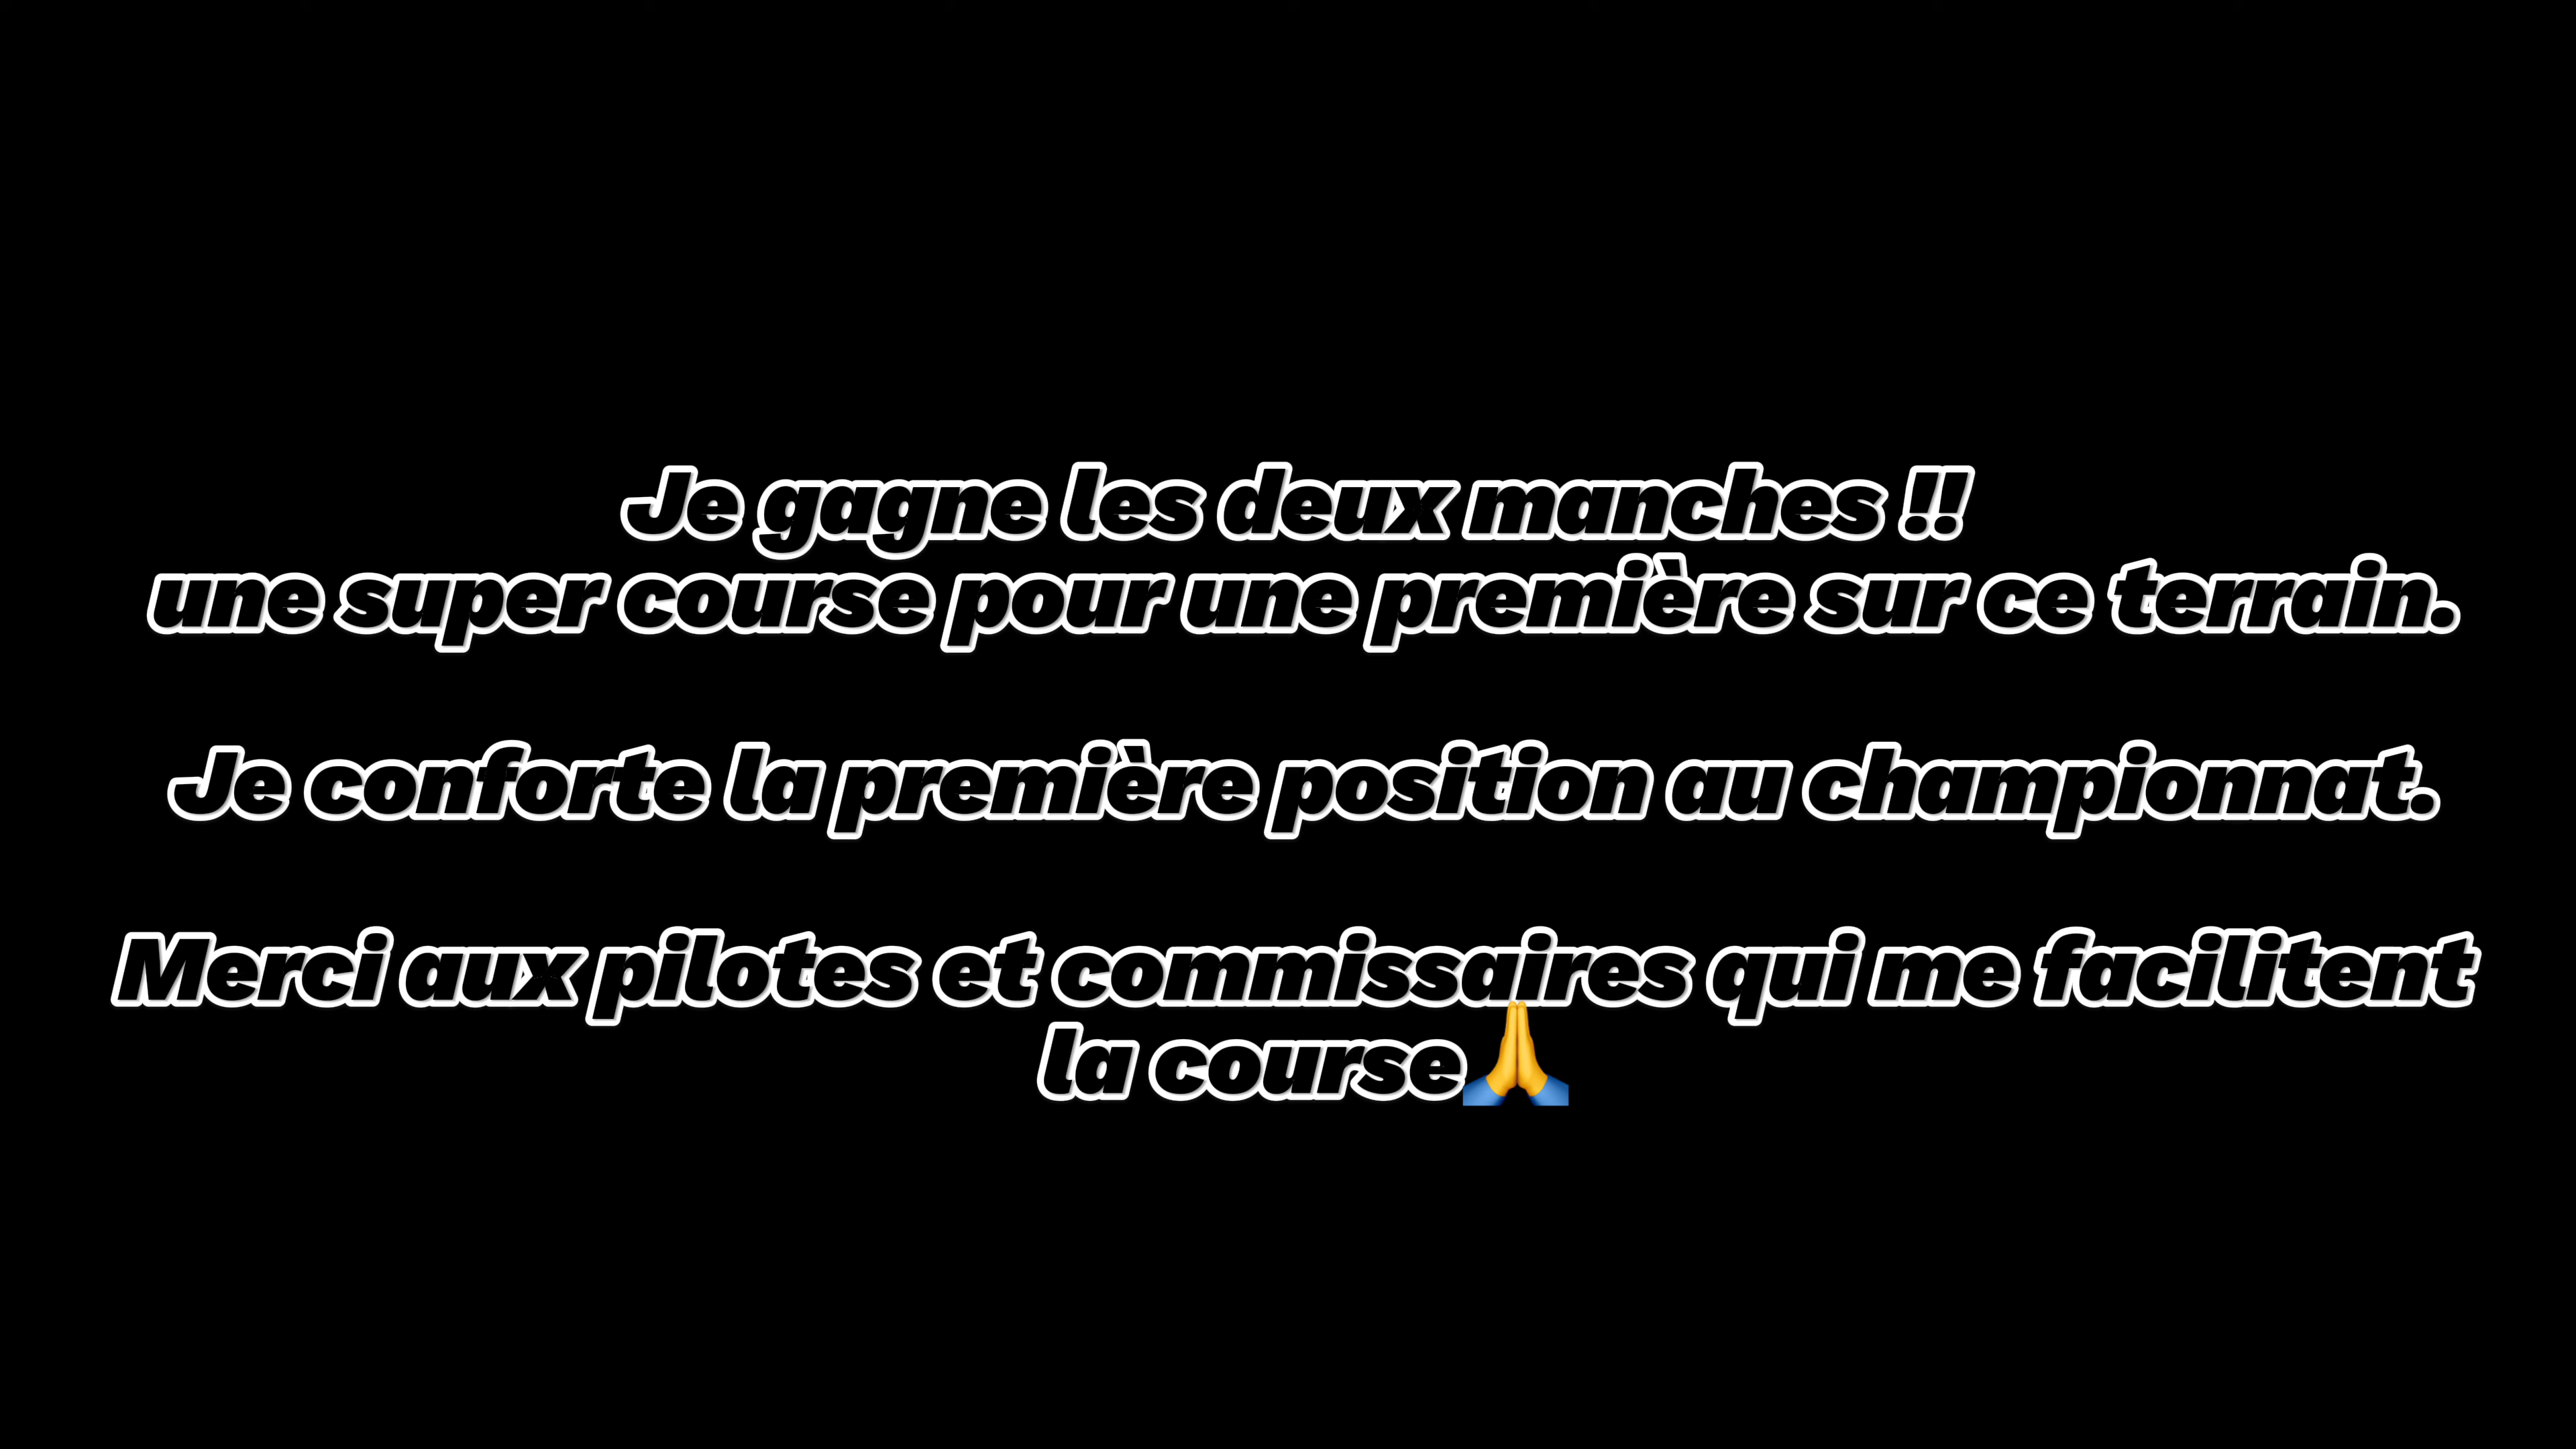 Je gagne les deux manches !!
une super course pour une première sur ce terrain.
Je conforte la première position au championnat.
Merci aux pilotes et commissaires qui me facilitent
la course🙏